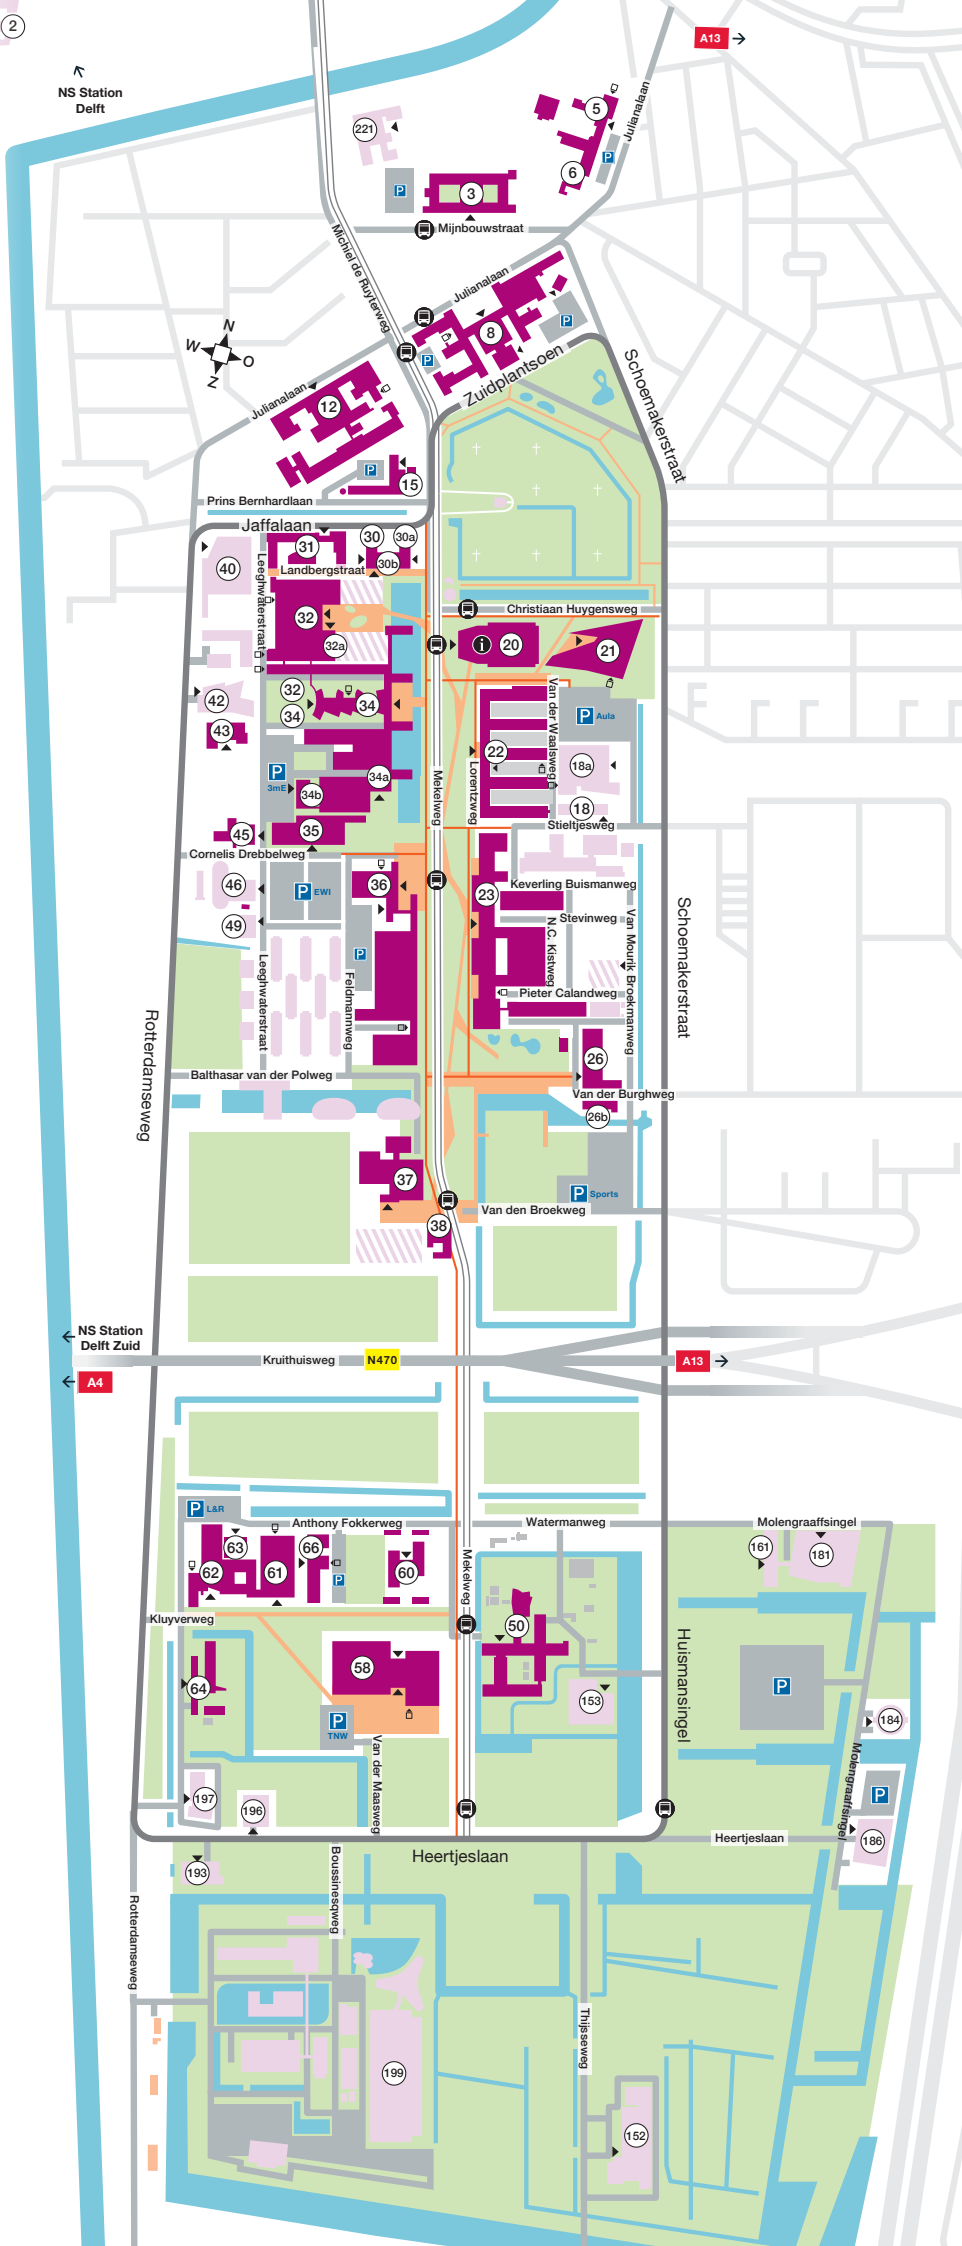 2
A13
NS Station
Delft
5
Julianalaan
221
6
P
P
3
Mijnbouwstraat
Michiel de Ruyterweg
Julianalaan
P
8
P
N
W
O
Z
Zuidplantsoen
Schoemakerstraat
Julianalaan
12
P
15
Prins Bernhardlaan
Jaffalaan
30
30a
31
30b
40
Landbergstraat
Leeghwaterstraat
32
Christiaan Huygensweg
32a
i
20
21
32
34
34
42
43
Van der Waalsweg
P
Aula
22
18a
P
3mE
34a
34b
Mekelweg
Lorentzweg
18
45
35
Stieltjesweg
Cornelis Drebbelweg
46
P
EWI
36
23
Keverling Buismanweg
49
Stevinweg
N.C. Kistweg
Van Mourik Broekmanweg
Schoemakerstraat
P
Leeghwaterstraat
Feldmannweg
Pieter Calandweg
Rotterdamseweg
26
Balthasar van der Polweg
Van der Burghweg
26b
37
P
Sports
Van den Broekweg
38
NS Station
Delft Zuid
Kruithuisweg
N470
A13
A4
P
L&R
Anthony Fokkerweg
Watermanweg
Molengraaffsingel
63
66
161
181
62
61
60
P
Mekelweg
Kluyverweg
50
Huismansingel
58
64
P
153
P
TNW
184
Van der Maasweg
Molengraaffsingel
197
196
P
Heertjeslaan
186
Heertjeslaan
193
Boussinesqweg
Rotterdamseweg
Thijsseweg
199
152